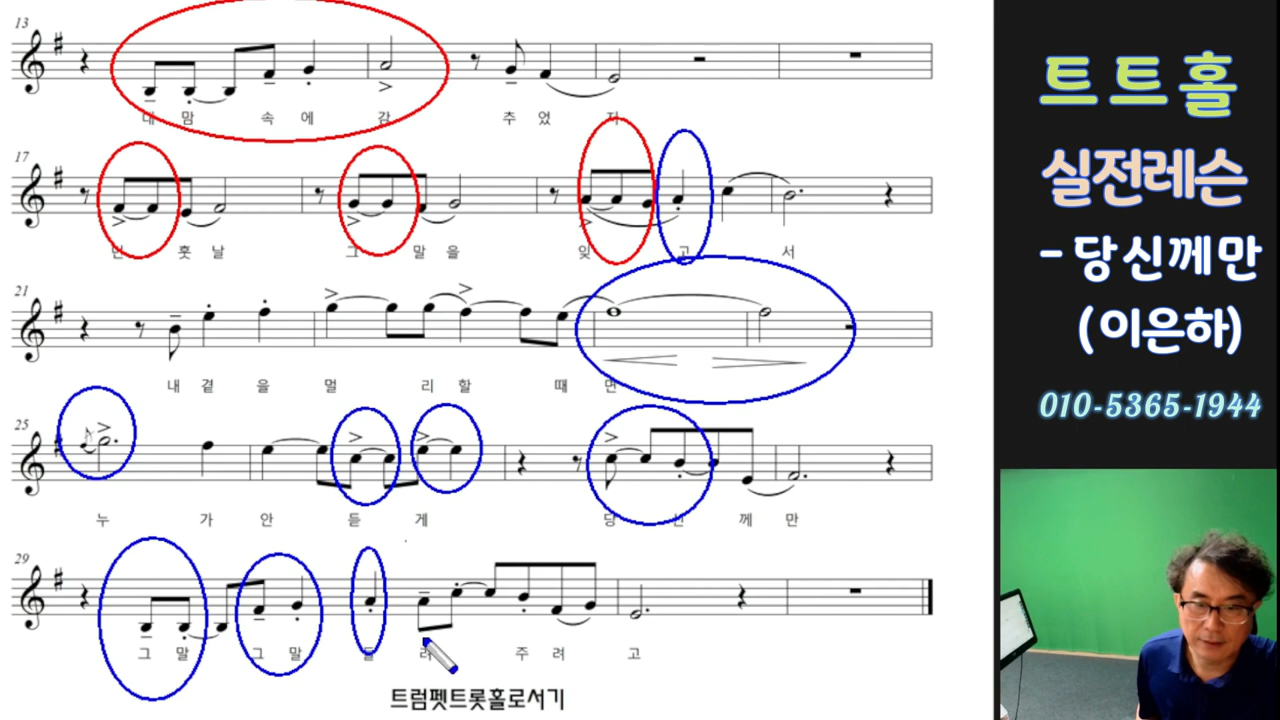 13
내 맘 속 에 감 추 었 지
17
먼 훗 날 그 말 을 잊 고 서
21
내 곁 을 멀 리 할 때 면
25
누 가 안 듣 게 당 신 께 만
29
그 말 그 말 들 려 주 려 고
트럼펫트롯홀로서기
트트홀
실전레슨
- 당신께만
(이은하)
010-5365-1944